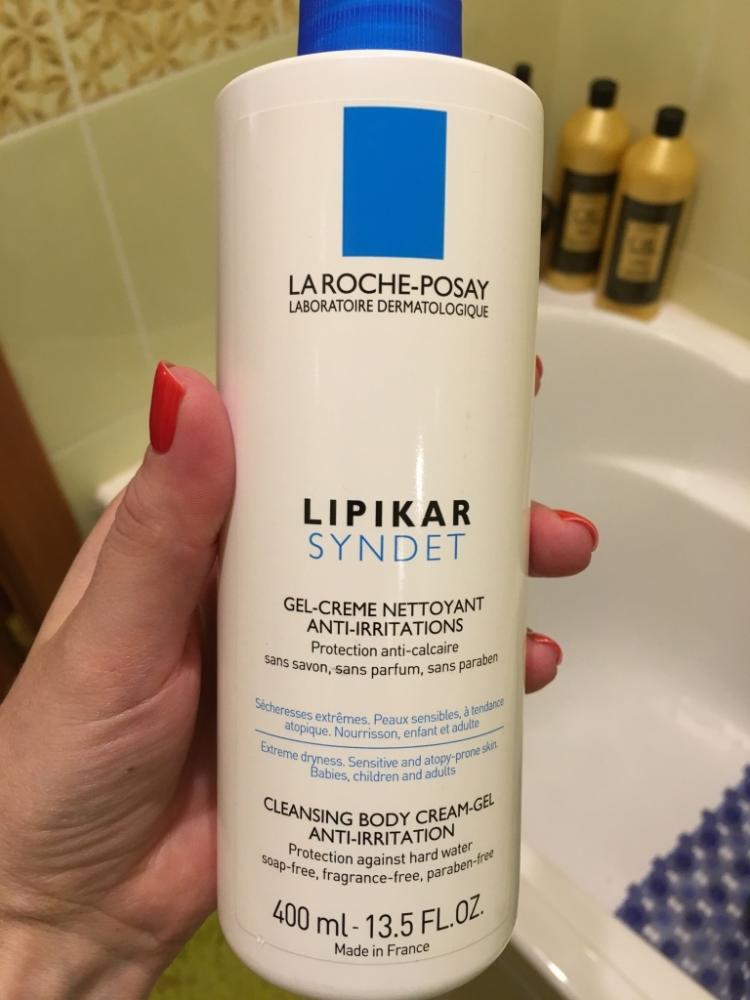 LA ROCHE-POSAY
LABORATOIRE DERMATOLOGIQUE
LIPIKAR
SYNDET
GEL-CREME NETTOYANT
ANTI-IRRITATIONS
Protection anti-calcaire
sans savon, sans parfum, sans paraben
Sécheresses extrêmes. Peaux sensibles, à tendance
atopique. Nourrisson, enfant et adulte
Extreme dryness. Sensitive and atopy-prone skin.
Babies, children and adults
CLEANSING BODY CREAM-GEL
ANTI-IRRITATION
Protection against hard water
soap-free, fragrance-free, paraben-free
400 ml - 13.5 FL.OZ.
Made in France